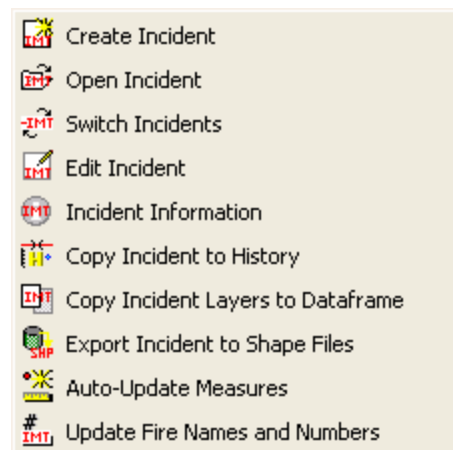 Create Incident
Open Incident
Switch Incidents
Edit Incident
Incident Information
Copy Incident to History
Copy Incident Layers to Dataframe
Export Incident to Shape Files
Auto-Update Measures
Update Fire Names and Numbers